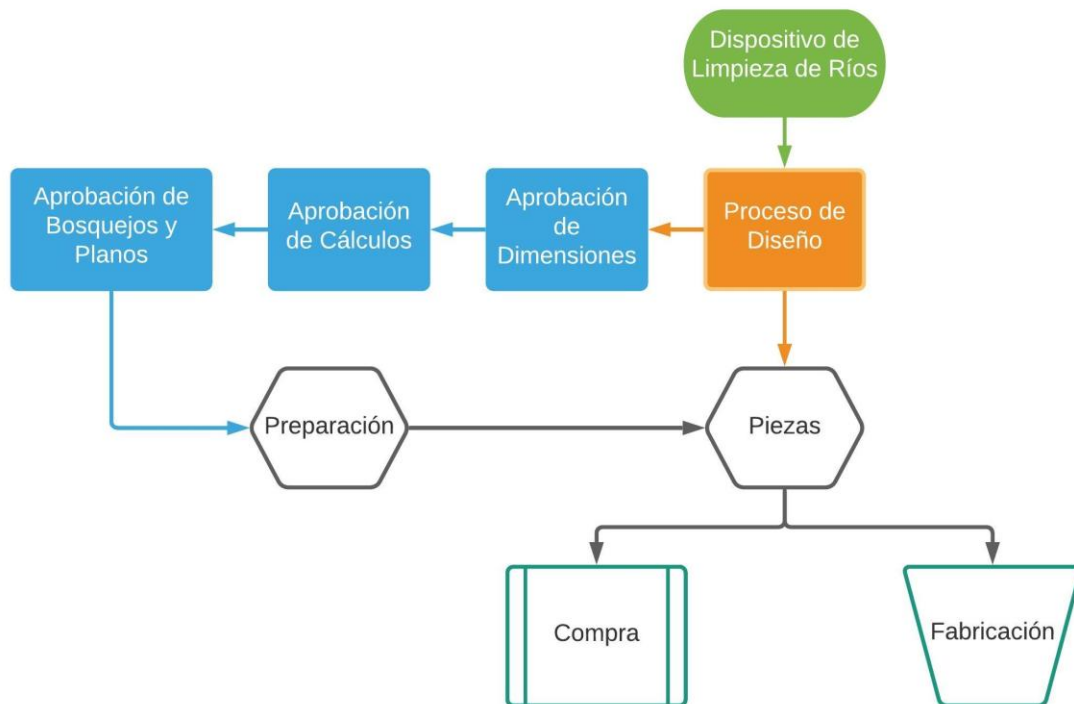 Dispositivo de
Limpieza de Ríos
Aprobación de
Bosquejos y
Planos
Aprobación
de Cálculos
Aprobación
de
Dimensiones
Proceso de
Diseño
Preparación
Piezas
Compra
Fabricación